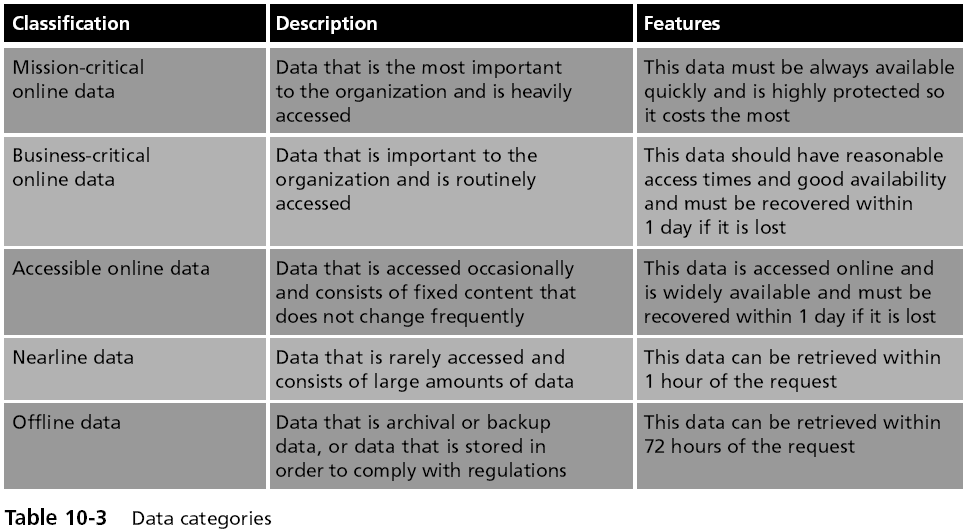 Classification Description Features
Mission-critical
online data
Data that is the most important
to the organization and is heavily
accessed
This data must be always available
quickly and is highly protected so
it costs the most
Business-critical
online data
Data that is important to the
organization and is routinely
accessed
This data should have reasonable
access times and good availability
and must be recovered within
1 day if it is lost
Accessible online data
Data that is accessed occasionally
and consists of fixed content that
does not change frequently
This data is accessed online and
is widely available and must be
recovered within 1 day if it is lost
Nearline data
Data that is rarely accessed and
consists of large amounts of data
This data can be retrieved within
1 hour of the request
Offline data
Data that is archival or backup
data, or data that is stored in
order to comply with regulations
This data can be retrieved within
72 hours of the request
Table 10-3 Data categories